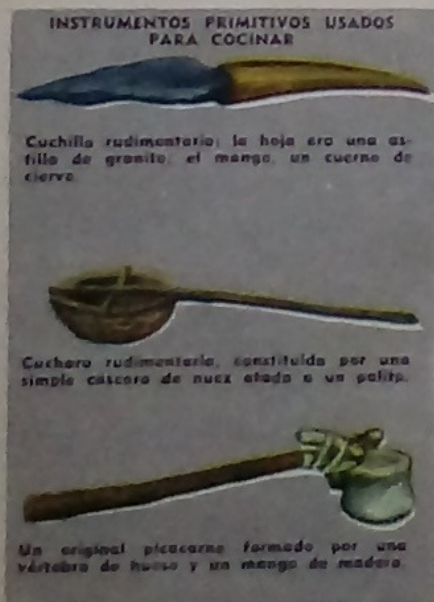 INSTRUMENTOS PRIMITIVOS USADOS
PARA COCINAR
Cuchillo rudimentario; la hoja era una as-
tilla de granito; el mango, un cuerno de
ciervo.
Cuchara rudimentaria, constituída por una
simple cáscara de nuez atada a un palito.
Un original picacarne formado por una
vértebra de hueso y un mango de madera.